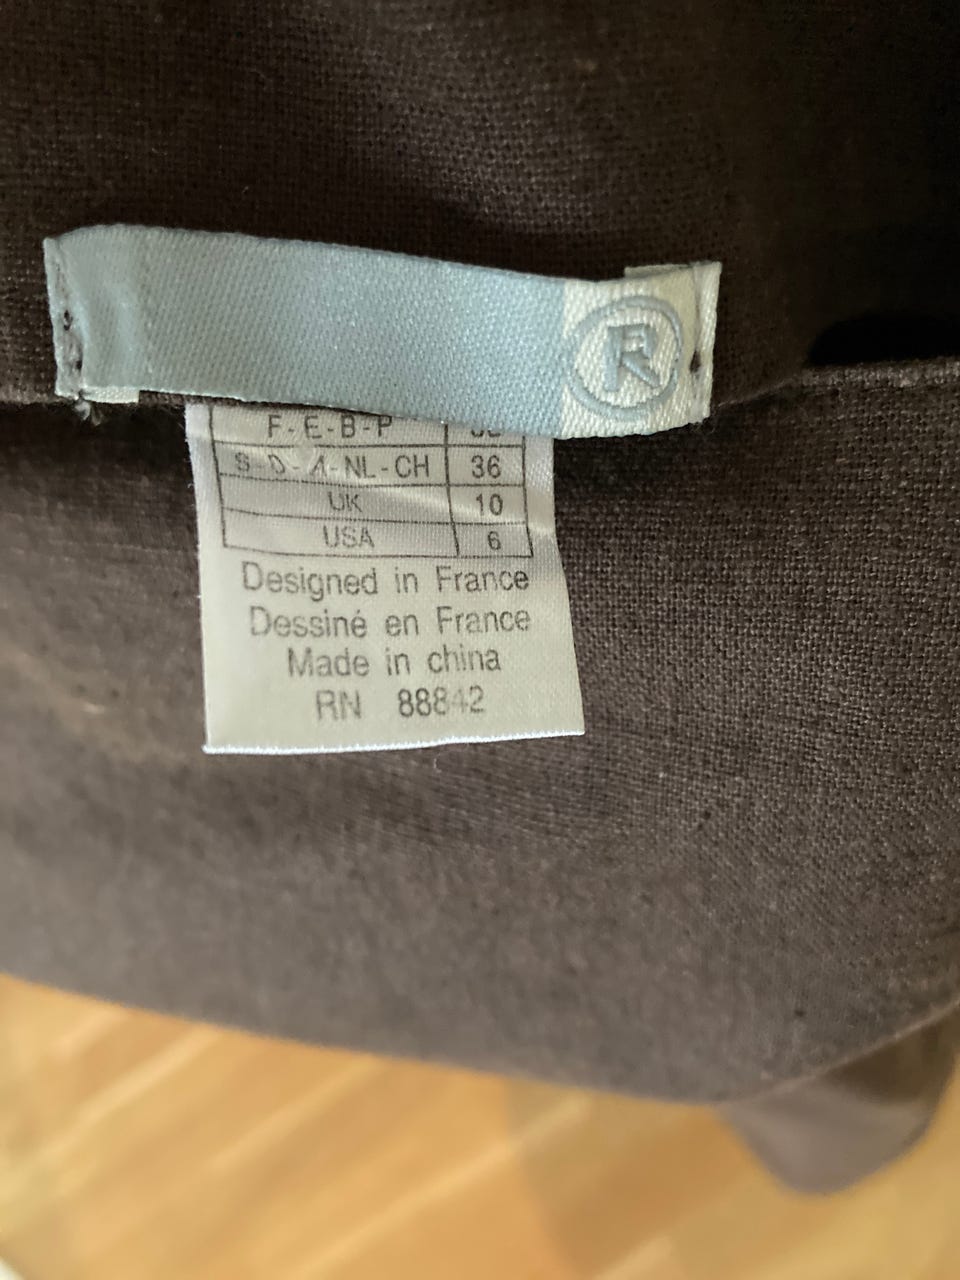 R
F-E-B-P
S-D-A-NL-CH 36
UK 10
USA 6
Designed in France
Dessiné en France
Made in china
RN 88842